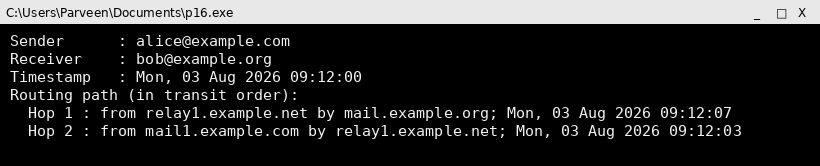 C:\Users\Parveen\Documents\p16.exe
Sender      : alice@example.com
Receiver    : bob@example.org
Timestamp   : Mon, 03 Aug 2026 09:12:00
Routing path (in transit order):
  Hop 1 : from relay1.example.net by mail.example.org; Mon, 03 Aug 2026 09:12:07
  Hop 2 : from mail1.example.com by relay1.example.net; Mon, 03 Aug 2026 09:12:03